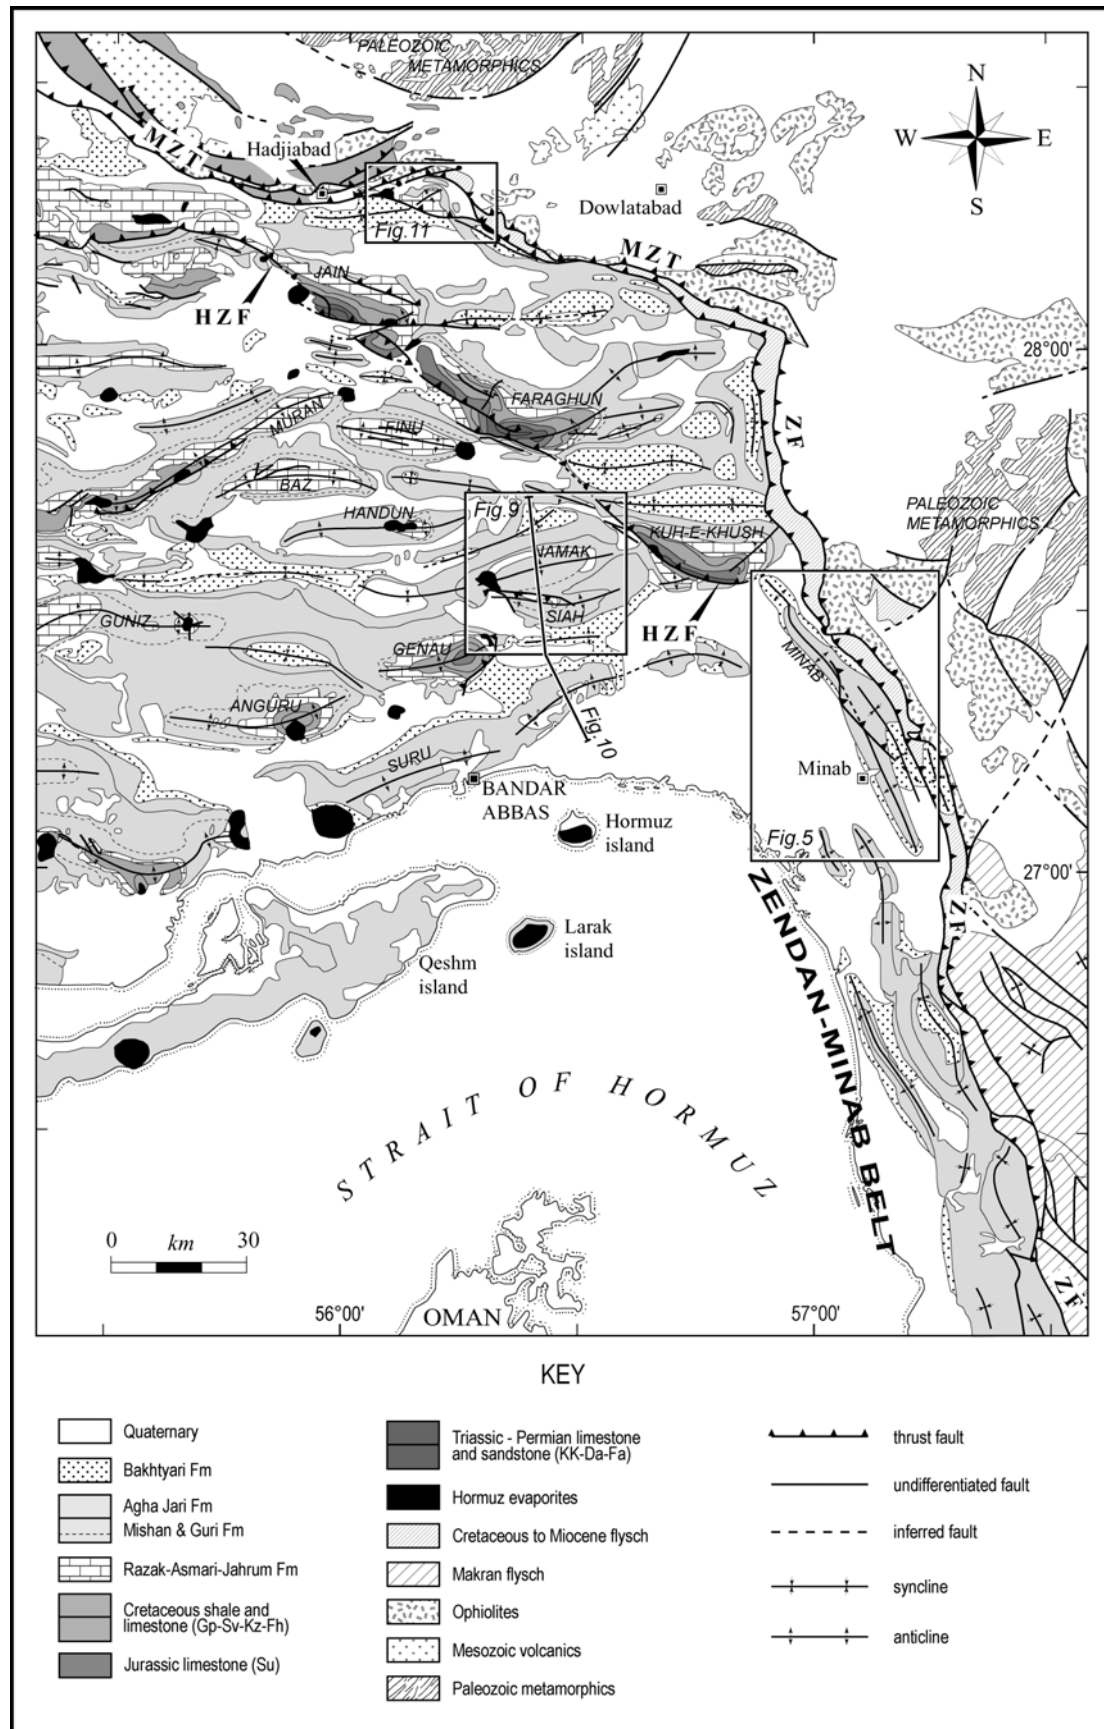 PALEOZOIC
METAMORPHICS
N
W
E
S
MZT
Hadjiabad
Dowlatabad
Fig.11
MZT
JAIN
HZF
28°00'
FARAGHUN
MURAN
FINU
ZF
BAZ
PALEOZOIC
METAMORPHICS
HANDUN
Fig.9
KUH-E-KHUSH
NAMAK
GUNIZ
SIAH
HZF
GENAU
MINAB
ANGURU
Fig.10
SURU
Minab
BANDAR
ABBAS
Hormuz
island
Fig.5
27°00'
ZENDAN-MINAB BELT
ZF
Larak
island
Qeshm
island
STRAIT OF HORMUZ
0 km 30
ZF
56°00'
OMAN
57°00'
KEY
Quaternary
Bakhtyari Fm
Agha Jari Fm
Mishan & Guri Fm
Razak-Asmari-Jahrum Fm
Cretaceous shale and
limestone (Gp-Sv-Kz-Fh)
Jurassic limestone (Su)
Triassic - Permian limestone
and sandstone (KK-Da-Fa)
Hormuz evaporites
Cretaceous to Miocene flysch
Makran flysch
Ophiolites
Mesozoic volcanics
Paleozoic metamorphics
thrust fault
undifferentiated fault
inferred fault
syncline
anticline